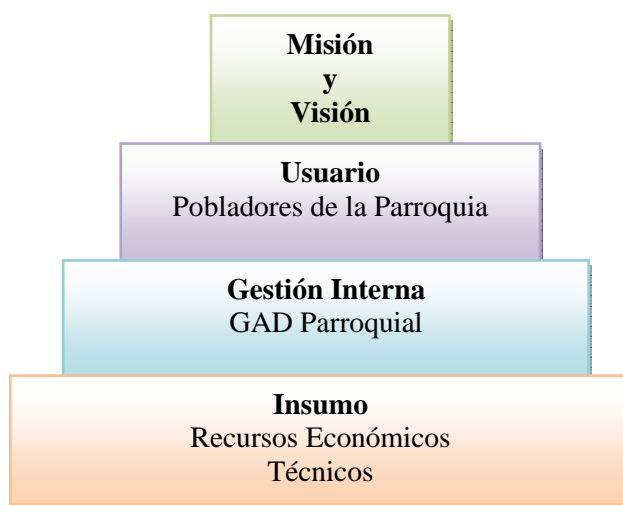 Misión
y
Visión
Usuario
Pobladores de la Parroquia
Gestión Interna
GAD Parroquial
Insumo
Recursos Económicos
Técnicos